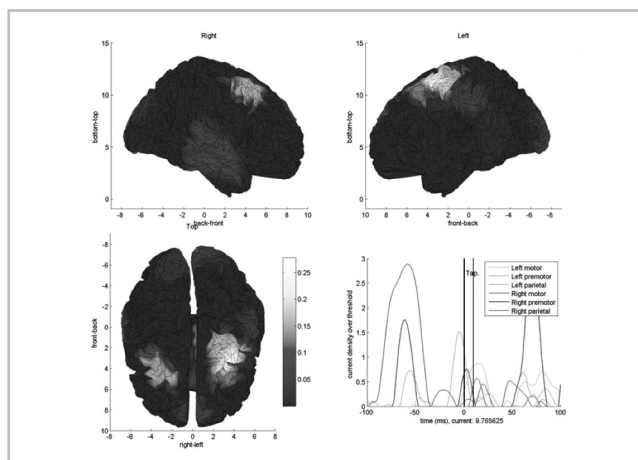 Right
15
10
5
0
bottom-top
-8 -6 -4 -2 0 2 4 6 8 10
back-front
Left
15
10
5
0
bottom-top
10 8 6 4 2 0 -2 -4 -6 -8
front-back
Top
-8
-6
-4
-2
0
2
4
6
8
10
front-back
8 6 4 2 0 -2 -4 -6 -8
right-left
0.25
0.2
0.15
0.1
0.05
3
2.5
2
1.5
1
0.5
0
current density over threshold
Tap.
Left motor
Left premotor
Left parietal
Right motor
Right premotor
Right parietal
-100 -50 0 50 100
time (ms), current: 9.765625